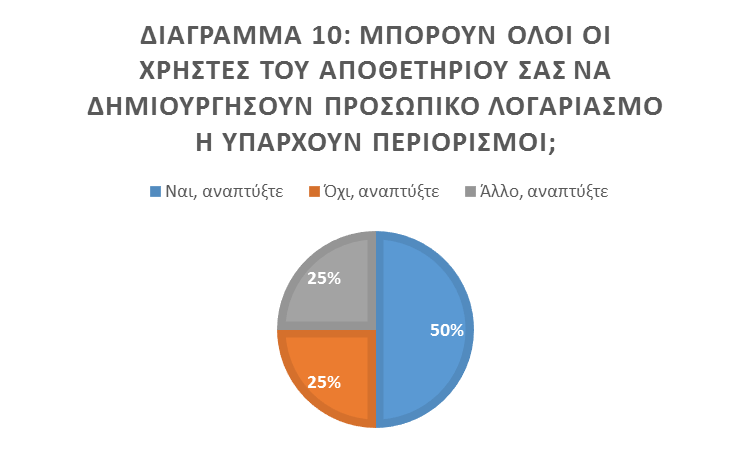 ΔΙΑΓΡΑΜΜΑ 10: ΜΠΟΡΟΥΝ ΟΛΟΙ ΟΙ
ΧΡΗΣΤΕΣ ΤΟΥ ΑΠΟΘΕΤΗΡΙΟΥ ΣΑΣ ΝΑ
ΔΗΜΙΟΥΡΓΗΣΟΥΝ ΠΡΟΣΩΠΙΚΟ ΛΟΓΑΡΙΑΣΜΟ
Η ΥΠΑΡΧΟΥΝ ΠΕΡΙΟΡΙΣΜΟΙ;
Ναι, αναπτύξτε Όχι, αναπτύξτε Άλλο, αναπτύξτε
25%
50%
25%